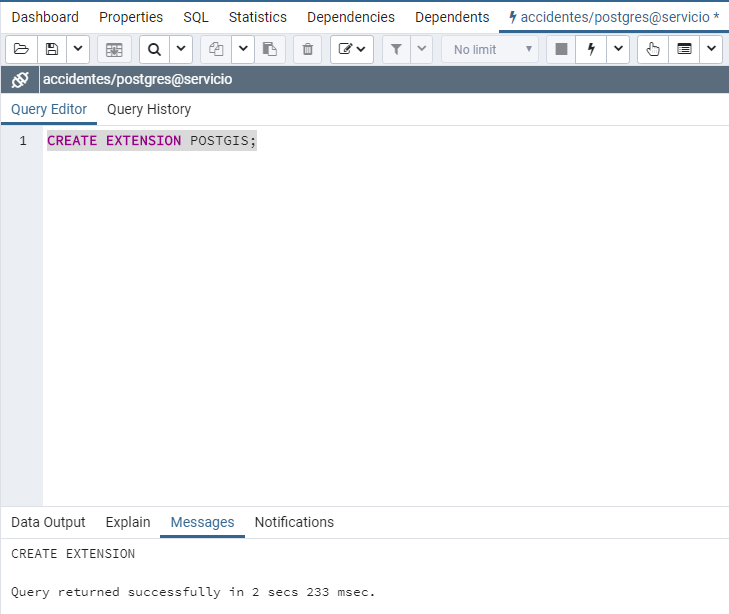 Dashboard Properties SQL Statistics Dependencies Dependents accidentes/postgres@servicio *
No limit
accidentes/postgres@servicio
Query Editor Query History
1 CREATE EXTENSION POSTGIS;
Data Output Explain Messages Notifications
CREATE EXTENSION
Query returned successfully in 2 secs 233 msec.